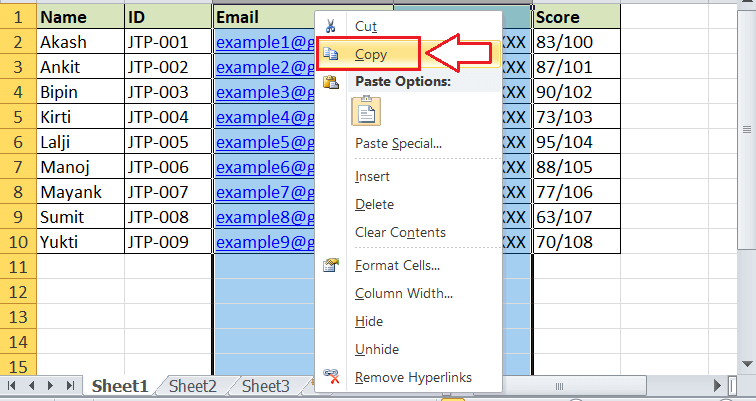 1 Name ID Email Score
2 Akash JTP-001 example1@g XXX 83/100
3 Ankit JTP-002 example2@g XXX 87/101
4 Bipin JTP-003 example3@g XXX 90/102
5 Kirti JTP-004 example4@g XXX 73/103
6 Lalji JTP-005 example5@g XXX 95/104
7 Manoj JTP-006 example6@g XXX 88/105
8 Mayank JTP-007 example7@g XXX 77/106
9 Sumit JTP-008 example8@g XXX 63/107
10 Yukti JTP-009 example9@g XXX 70/108
11
12
13
14
15
Cut
Copy
Paste Options:
Paste Special...
Insert
Delete
Clear Contents
Format Cells...
Column Width...
Hide
Unhide
Remove Hyperlinks
Sheet1 Sheet2 Sheet3